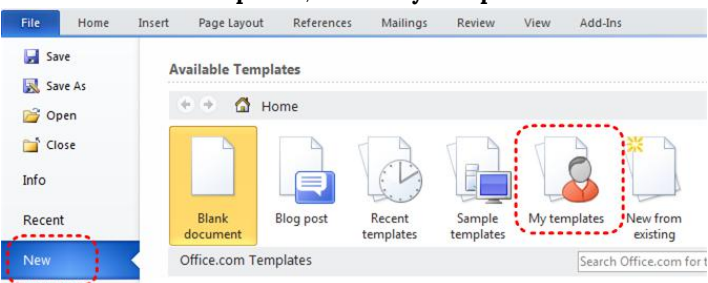 File Home Insert Page Layout References Mailings Review View Add-Ins
Save
Save As
Open
Close
Info
Recent
New
Available Templates
Home
Blank document
Blog post
Recent templates
Sample templates
My templates
New from existing
Office.com Templates
Search Office.com for t